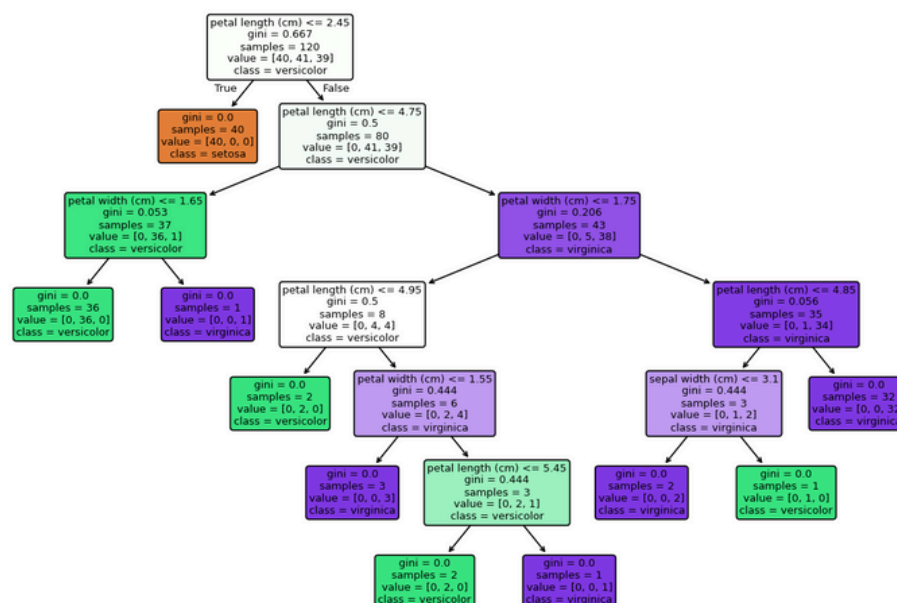 petal length (cm) <= 2.45
gini = 0.667
samples = 120
value = [40, 41, 39]
class = versicolor
True
False
gini = 0.0
samples = 40
value = [40, 0, 0]
class = setosa
petal length (cm) <= 4.75
gini = 0.5
samples = 80
value = [0, 41, 39]
class = versicolor
petal width (cm) <= 1.65
gini = 0.053
samples = 37
value = [0, 36, 1]
class = versicolor
petal width (cm) <= 1.75
gini = 0.206
samples = 43
value = [0, 5, 38]
class = virginica
gini = 0.0
samples = 36
value = [0, 36, 0]
class = versicolor
gini = 0.0
samples = 1
value = [0, 0, 1]
class = virginica
petal length (cm) <= 4.95
gini = 0.5
samples = 8
value = [0, 4, 4]
class = versicolor
petal length (cm) <= 4.85
gini = 0.056
samples = 35
value = [0, 1, 34]
class = virginica
gini = 0.0
samples = 2
value = [0, 2, 0]
class = versicolor
petal width (cm) <= 1.55
gini = 0.444
samples = 6
value = [0, 2, 4]
class = virginica
sepal width (cm) <= 3.1
gini = 0.444
samples = 3
value = [0, 1, 2]
class = virginica
gini = 0.0
samples = 32
value = [0, 0, 32]
class = virginica
gini = 0.0
samples = 3
value = [0, 0, 3]
class = virginica
petal length (cm) <= 5.45
gini = 0.444
samples = 3
value = [0, 2, 1]
class = versicolor
gini = 0.0
samples = 2
value = [0, 0, 2]
class = virginica
gini = 0.0
samples = 1
value = [0, 1, 0]
class = versicolor
gini = 0.0
samples = 2
value = [0, 2, 0]
class = versicolor
gini = 0.0
samples = 1
value = [0, 0, 1]
class = virginica